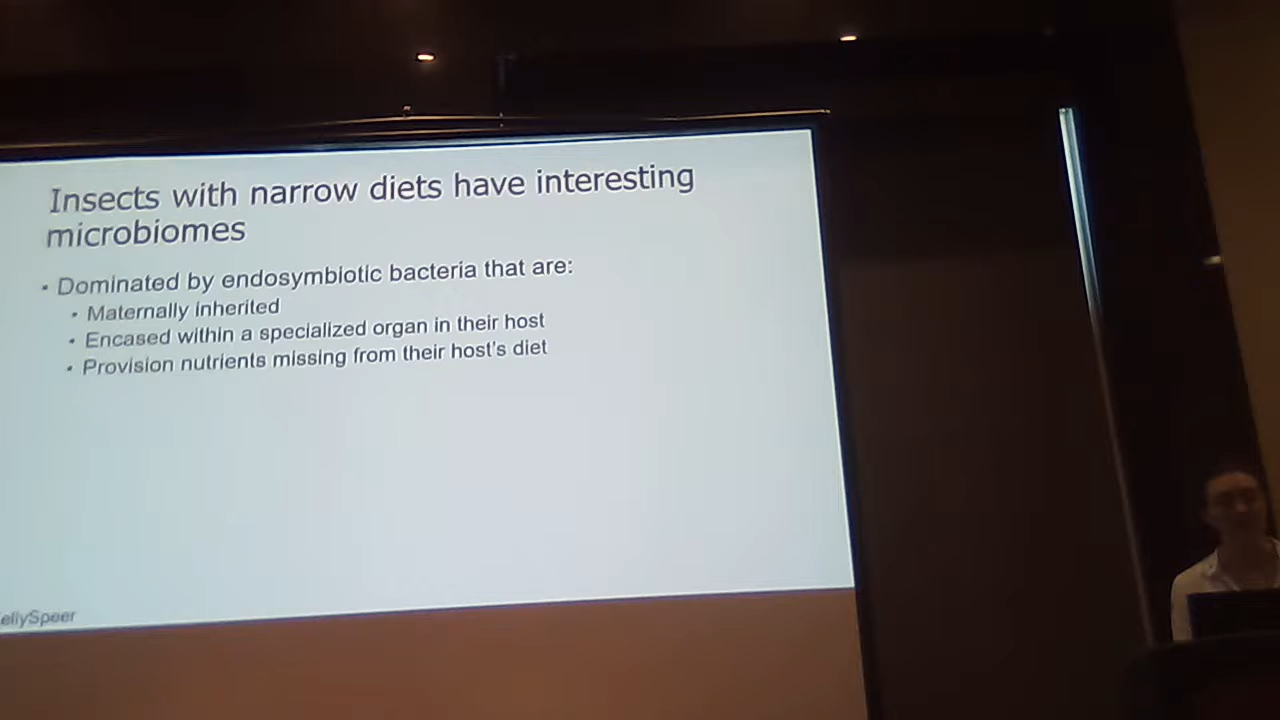 Insects with narrow diets have interesting
microbiomes
• Dominated by endosymbiotic bacteria that are:
• Maternally inherited
• Encased within a specialized organ in their host
• Provision nutrients missing from their host's diet
ellySpeer